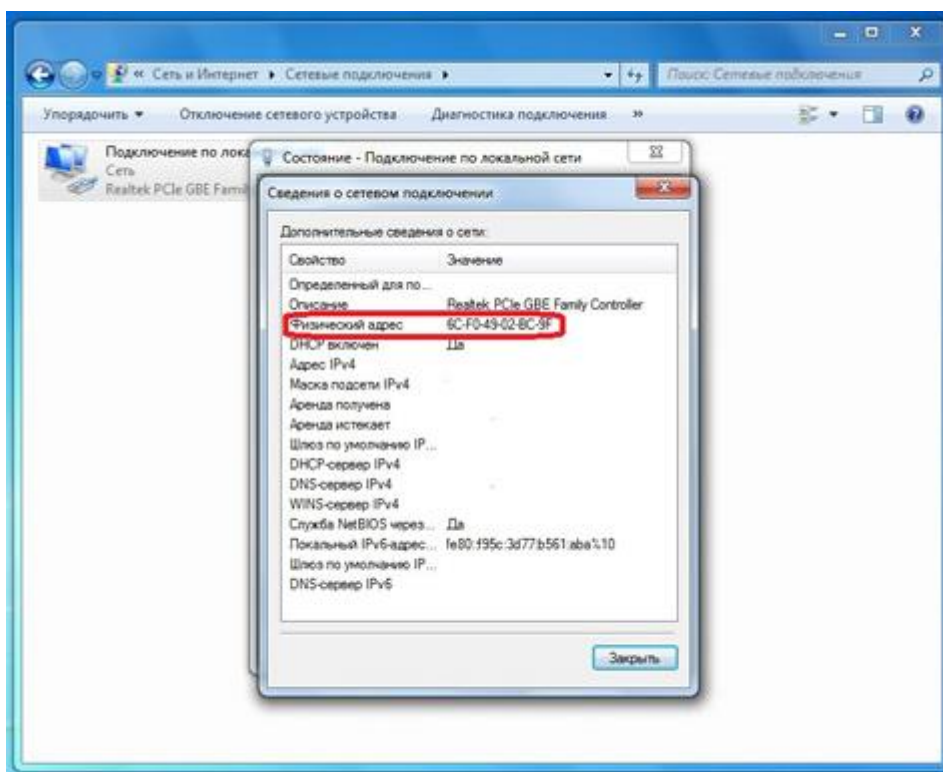 « Сеть и Интернет ▸ Сетевые подключения ▸
Поиск: Сетевые подключения
Упорядочить ▾ Отключение сетевого устройства Диагностика подключения »
Подключение по лока
Сеть
Realtek PCIe GBE Famil
Состояние - Подключение по локальной сети
Сведения о сетевом подключении
Дополнительные сведения о сети:
Свойство Значение
Определенный для по...
Описание Realtek PCIe GBE Family Controller
Физический адрес 6C-F0-49-02-BC-9F
DHCP включен Да
Адрес IPv4
Маска подсети IPv4
Аренда получена
Аренда истекает
Шлюз по умолчанию IP...
DHCP-сервер IPv4
DNS-сервер IPv4
WINS-сервер IPv4
Служба NetBIOS через... Да
Локальный IPv6-адрес... fe80::f95c:3d77:b561:aba%10
Шлюз по умолчанию IP...
DNS-сервер IPv6
Закрыть